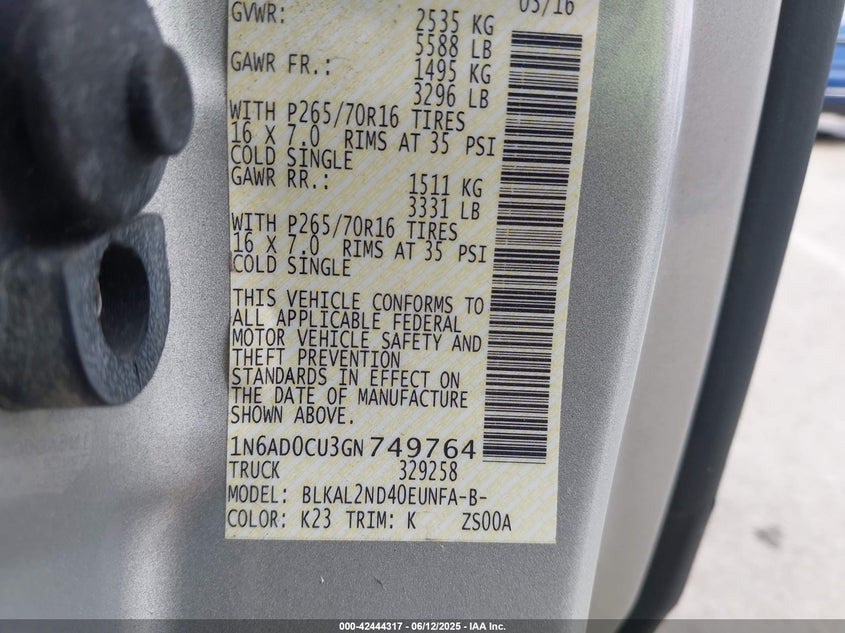 05/16
GVWR: 2535 KG
5588 LB
GAWR FR.: 1495 KG
3296 LB
WITH P265/70R16 TIRES
16 X 7.0 RIMS AT 35 PSI
COLD SINGLE
GAWR RR.: 1511 KG
3331 LB
WITH P265/70R16 TIRES
16 X 7.0 RIMS AT 35 PSI
COLD SINGLE
THIS VEHICLE CONFORMS TO
ALL APPLICABLE FEDERAL
MOTOR VEHICLE SAFETY AND
THEFT PREVENTION
STANDARDS IN EFFECT ON
THE DATE OF MANUFACTURE
SHOWN ABOVE.
1N6AD0CU3GN749764
TRUCK 329258
MODEL: BLKAL2ND40EUNFA-B-
COLOR: K23 TRIM: K ZS00A
000-42444317 - 06/12/2025 - IAA Inc.